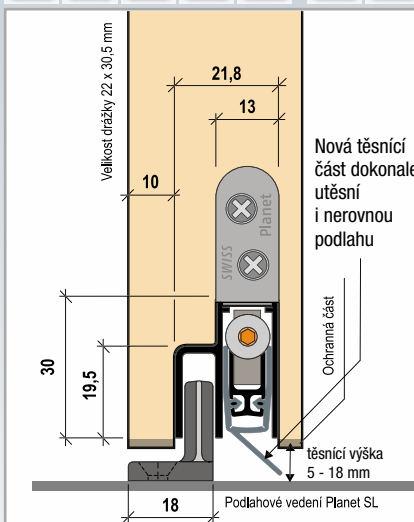 21,8
13
Velikost drážky 22 x 30,5 mm
10
Nová těsnící
část dokonale
utěsní
i nerovnou
podlahu
SWISS Planet
Ochranná část
30
19,5
těsnící výška
5 - 18 mm
18
Podlahové vedení Planet SL